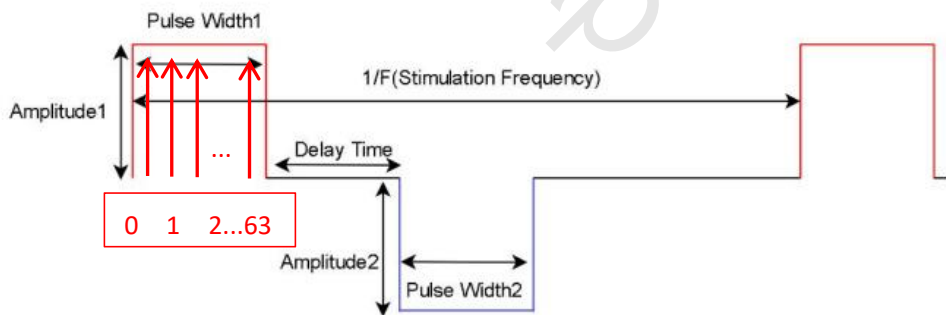 Pulse Width1
1/F(Stimulation Frequency)
Amplitude1
Delay Time
...
0 1 2...63
Amplitude2
Pulse Width2